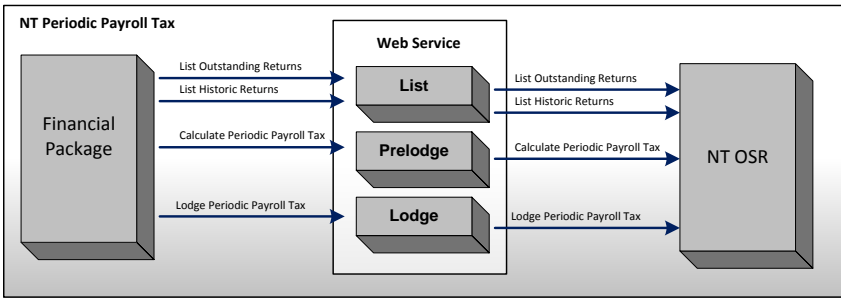 NT Periodic Payroll Tax
Web Service
List Outstanding Returns
List Historic Returns
List
List Outstanding Returns
List Historic Returns
Financial
Package
Calculate Periodic Payroll Tax
Prelodge
Calculate Periodic Payroll Tax
NT OSR
Lodge Periodic Payroll Tax
Lodge
Lodge Periodic Payroll Tax